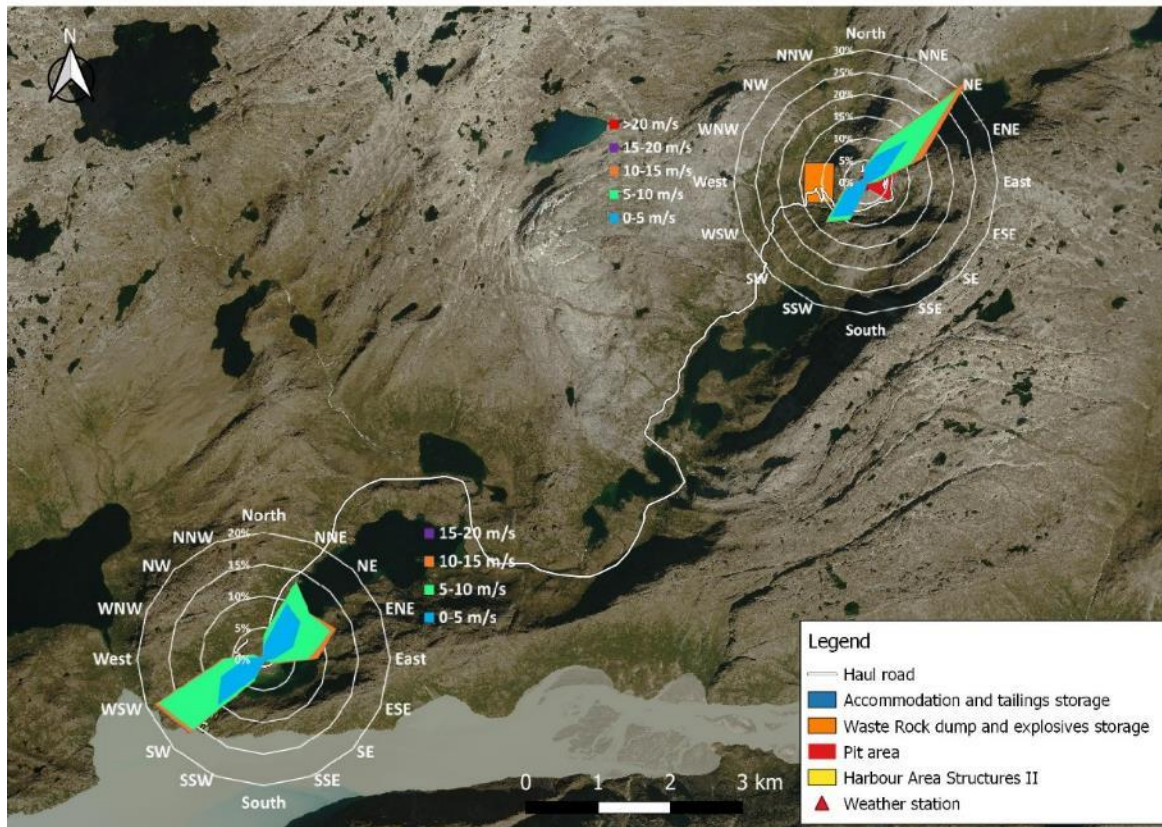 N
North
30%
NNW
NNE
25%
NW
NE
20%
15%
WNW
ENE
10%
5%
West
0%
East
WSW
ESE
SW
SE
SSW
SSE
South
>20 m/s
15-20 m/s
10-15 m/s
5-10 m/s
0-5 m/s
North
20%
NNW
NNE
15%
NW
NE
10%
WNW
ENE
5%
West
0%
East
WSW
ESE
SW
SE
SSW
SSE
South
15-20 m/s
10-15 m/s
5-10 m/s
0-5 m/s
0 1 2 3 km
Legend
Haul road
Accommodation and tailings storage
Waste Rock dump and explosives storage
Pit area
Harbour Area Structures II
Weather station